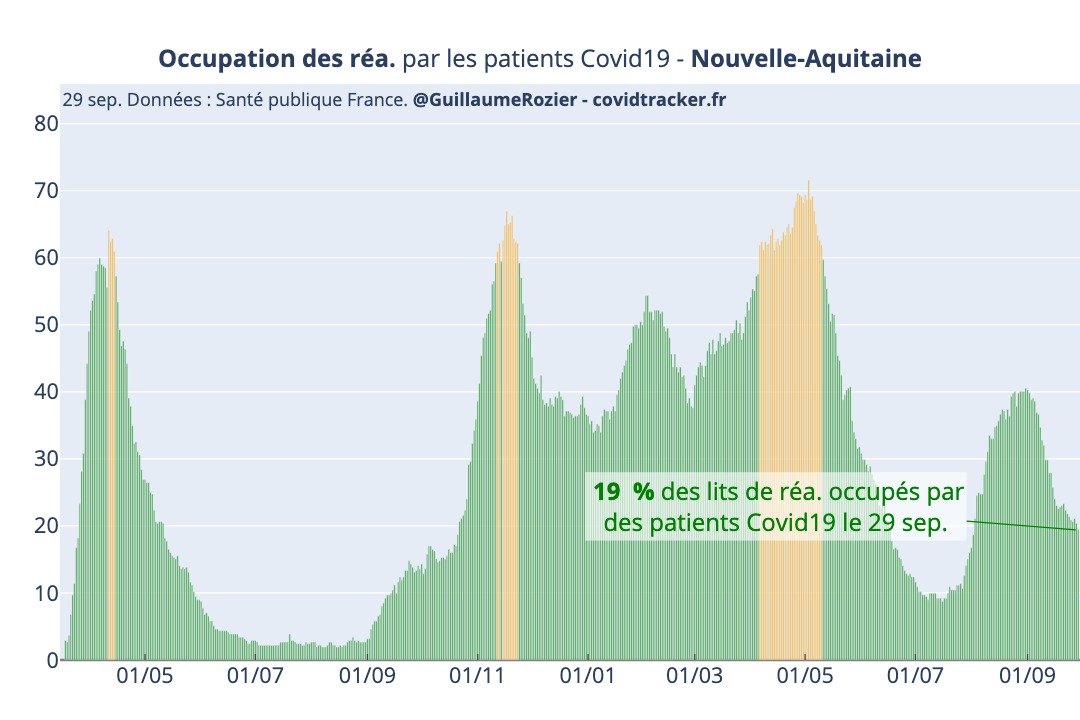 Occupation des réa. par les patients Covid19 - Nouvelle-Aquitaine
29 sep. Données : Santé publique France. @GuillaumeRozier - covidtracker.fr
80
70
60
50
40
30
20
10
0
19 % des lits de réa. occupés par
des patients Covid19 le 29 sep.
01/05 01/07 01/09 01/11 01/01 01/03 01/05 01/07 01/09